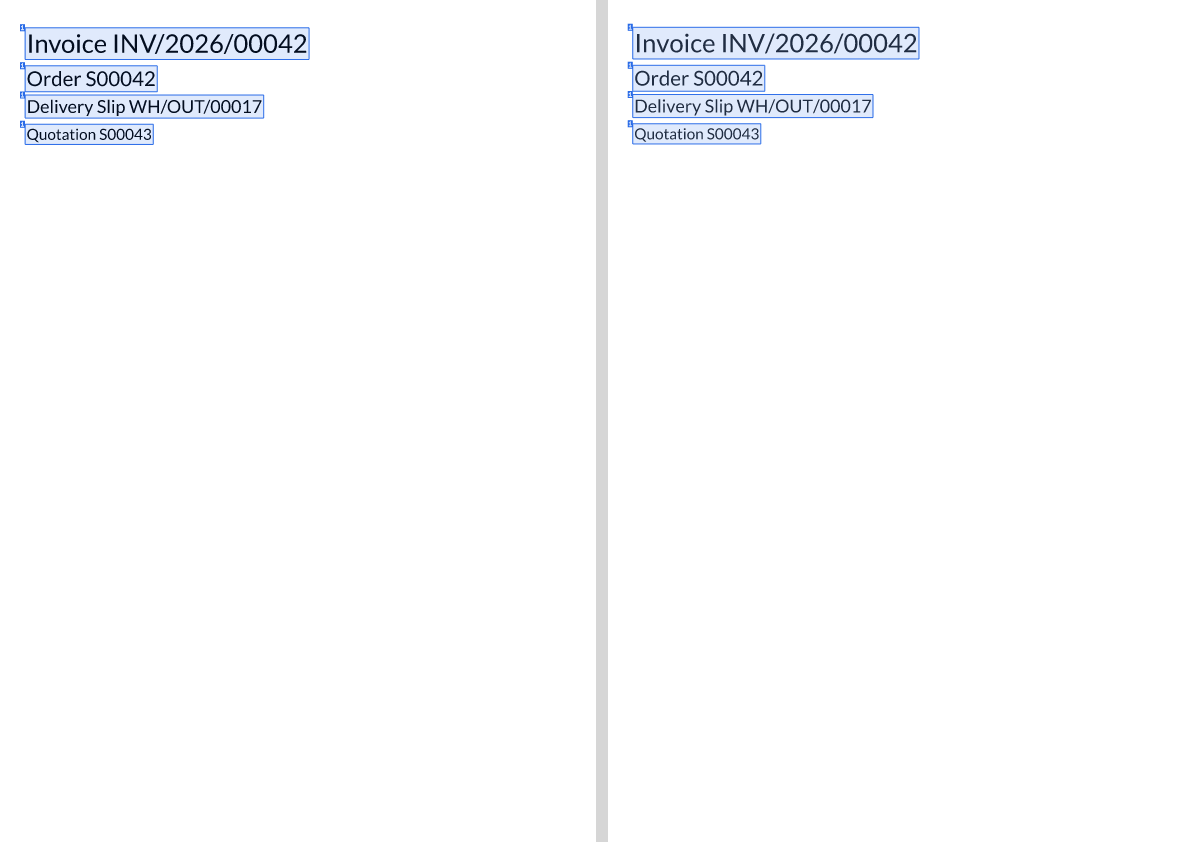 Invoice INV/2026/00042
Order S00042
Delivery Slip WH/OUT/00017
Quotation S00043
Invoice INV/2026/00042
Order S00042
Delivery Slip WH/OUT/00017
Quotation S00043